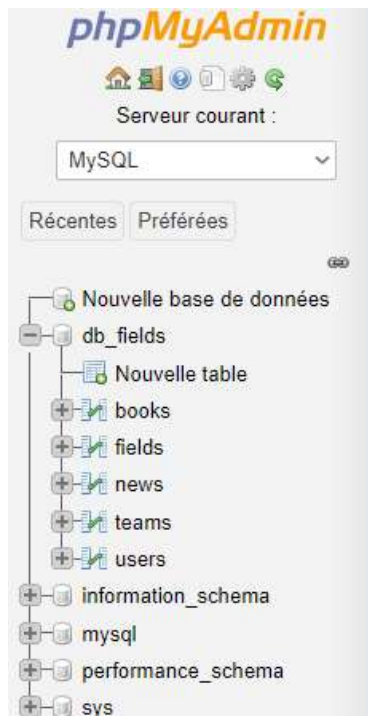 phpMyAdmin
Serveur courant :
MySQL
Récentes Préférées
Nouvelle base de données
db_fields
Nouvelle table
books
fields
news
teams
users
information_schema
mysql
performance_schema
sys